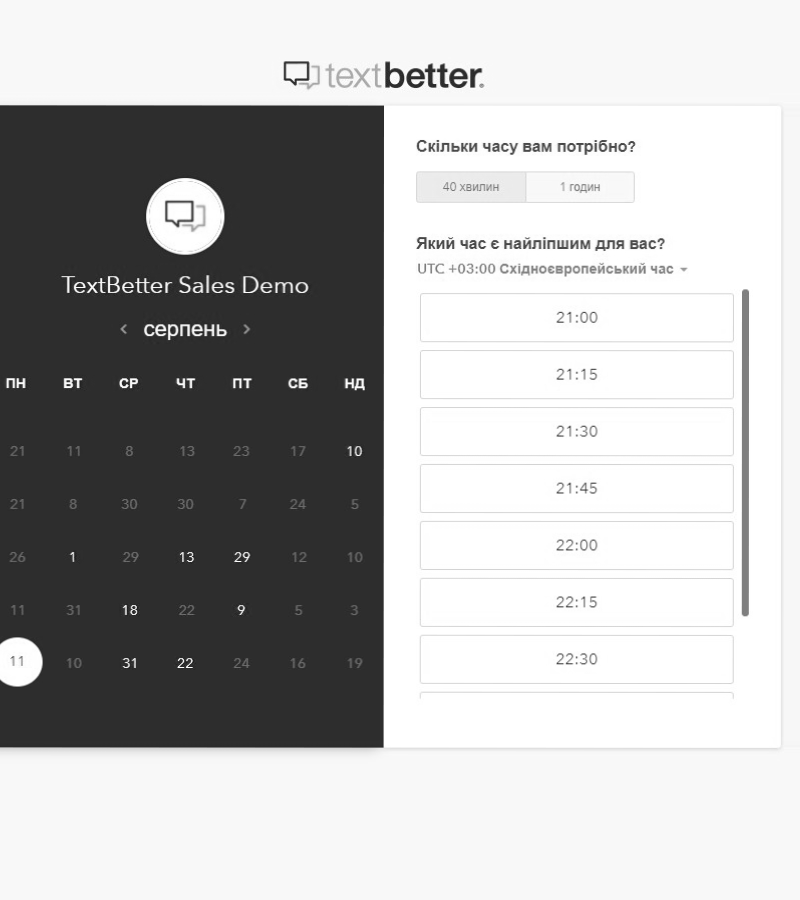 textbetter.
TextBetter Sales Demo
серпень
ПН ВТ СР ЧТ ПТ СБ НД
21 11 8 13 23 17 10
21 8 30 30 7 24 5
26 1 29 13 29 12 10
11 31 18 22 9 5 3
11 10 31 22 24 16 19
Скільки часу вам потрібно?
40 хвилин 1 годин
Який час є найліпшим для вас?
UTC +03:00 Східноєвропейський час
21:00
21:15
21:30
21:45
22:00
22:15
22:30